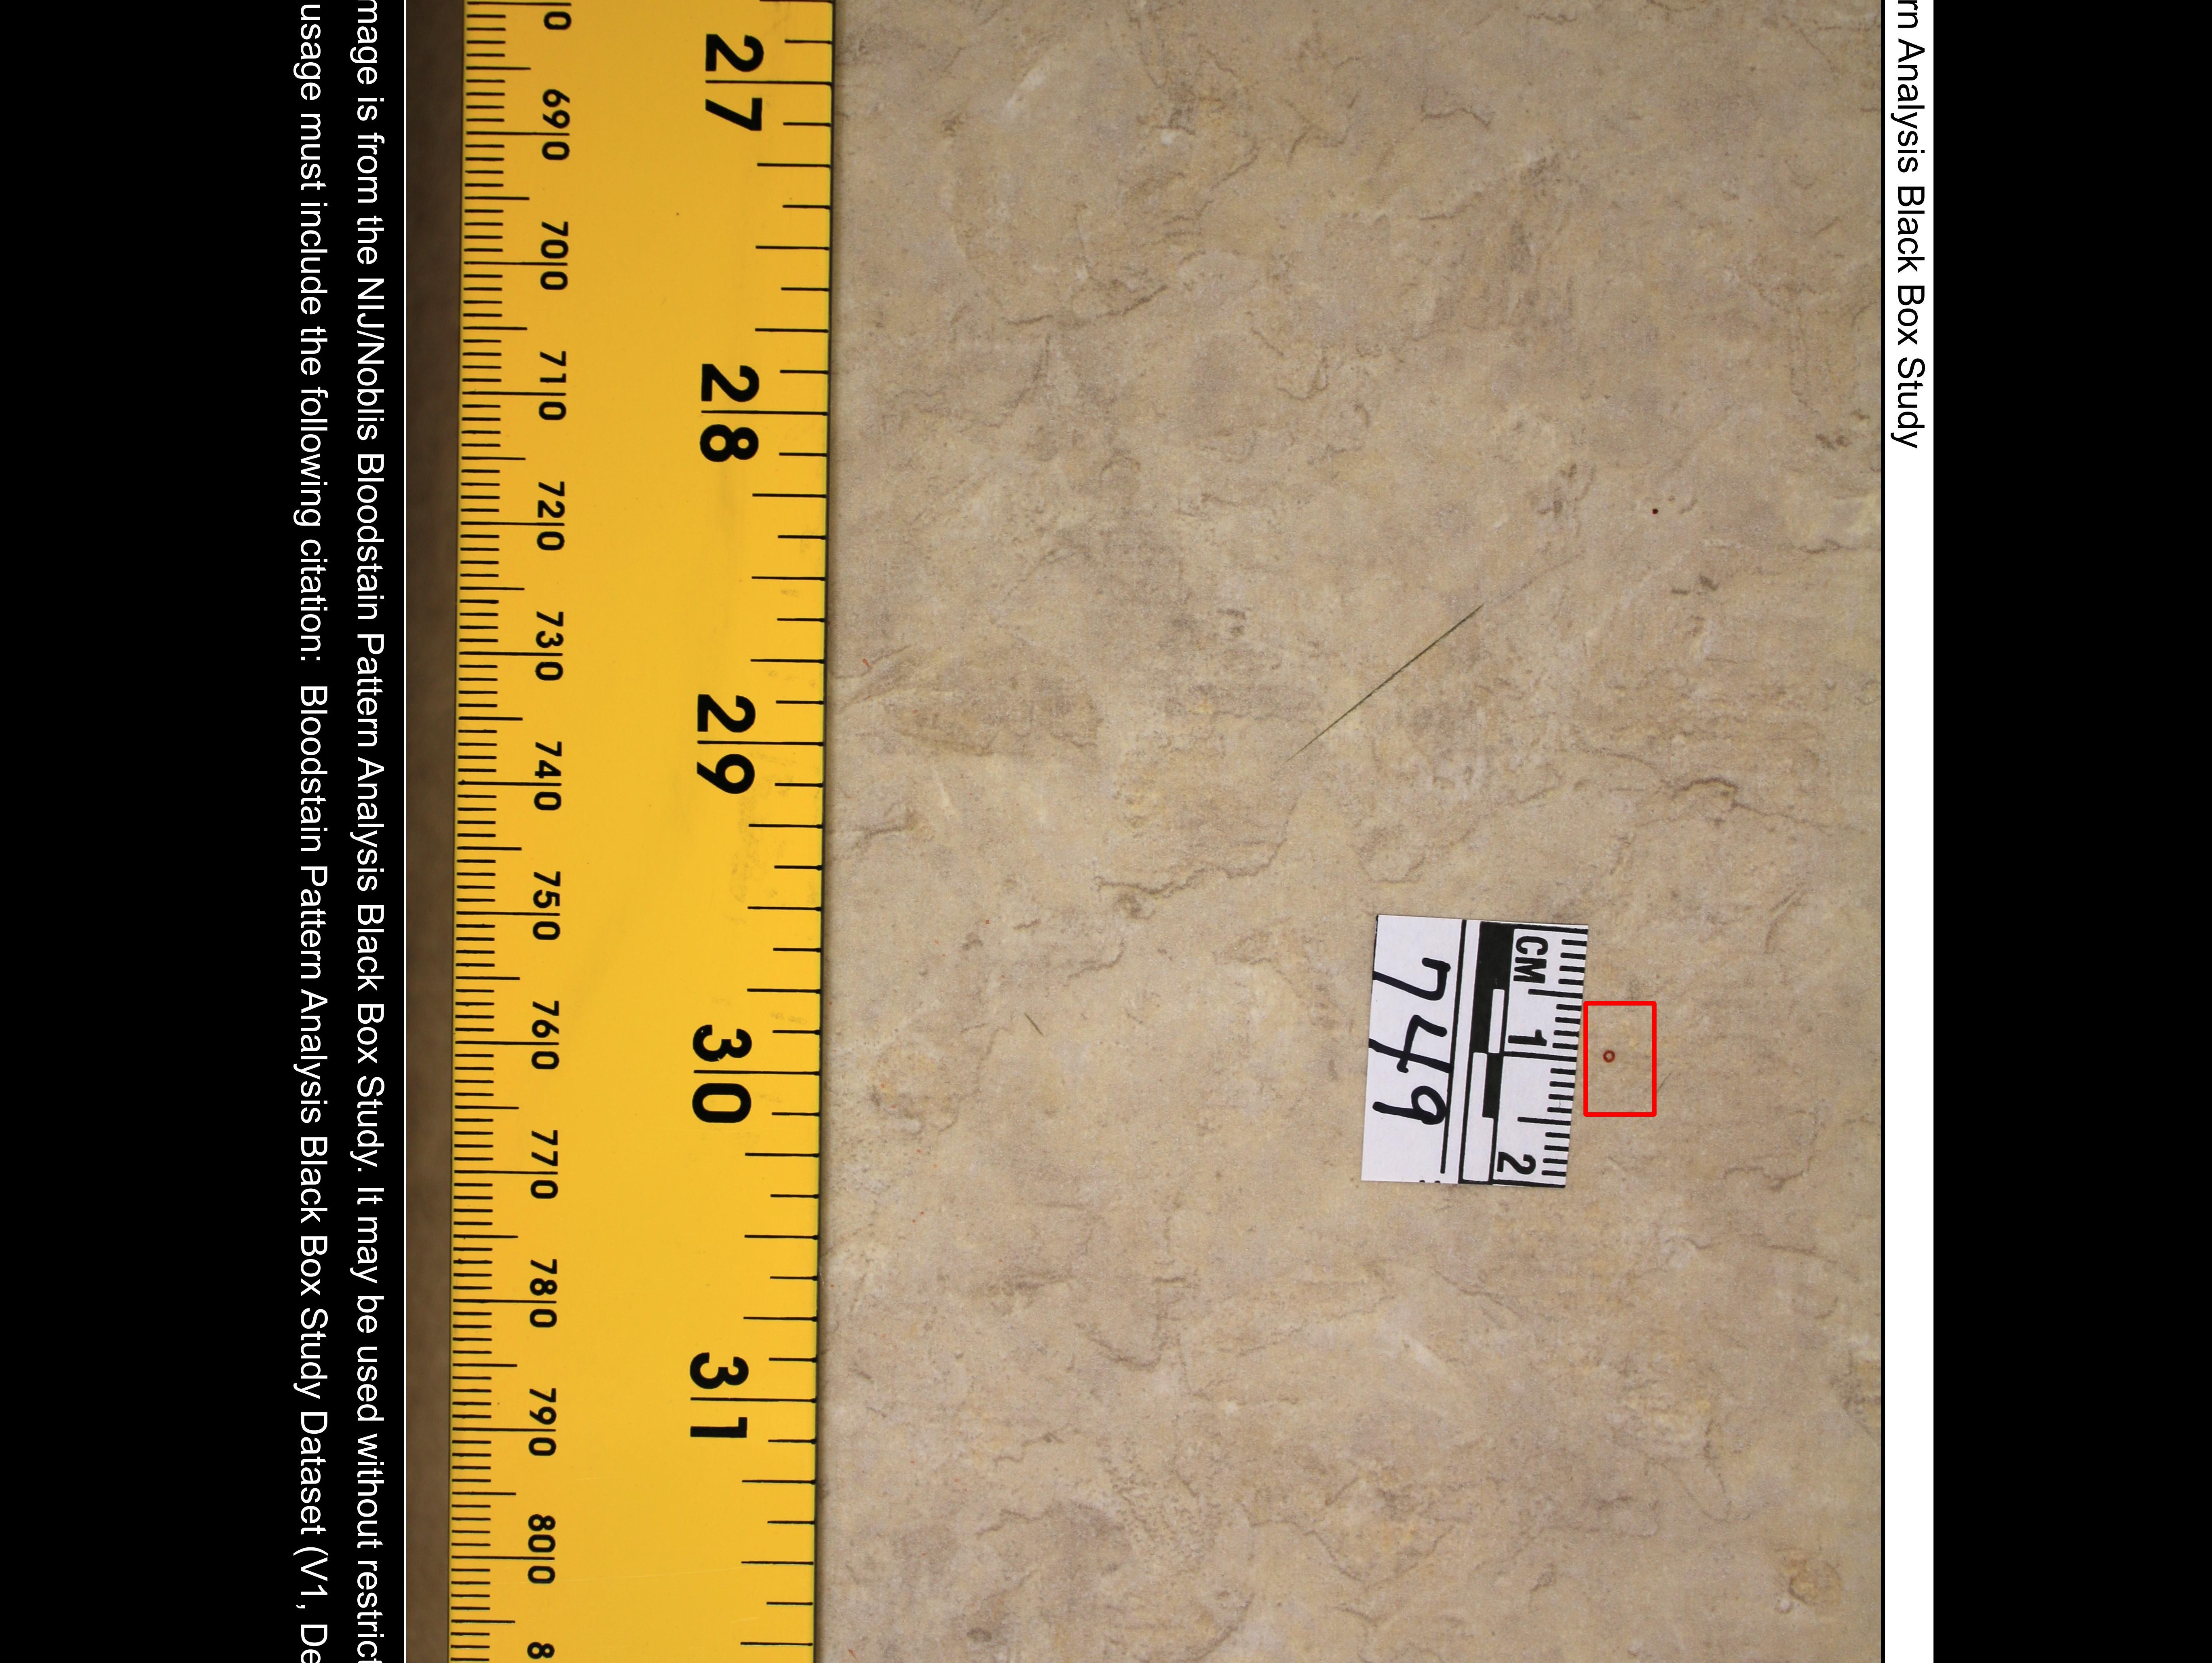 rn Analysis Black Box Study
CM 1 2
749
27 28 29 30 31
0 690 700 710 720 730 740 750 760 770 780 790 800 8
mage is from the NIJ/Noblis Bloodstain Pattern Analysis Black Box Study. It may be used without restrict
usage must include the following citation: Bloodstain Pattern Analysis Black Box Study Dataset (V1, De